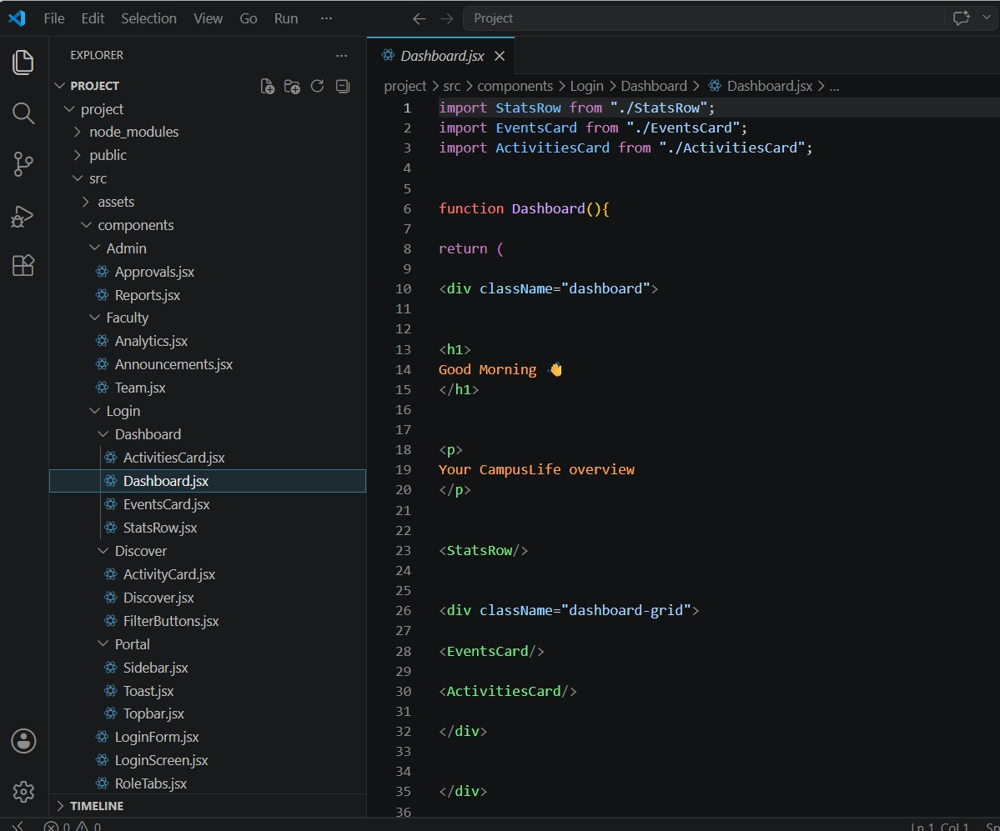 File Edit Selection View Go Run ... Project
EXPLORER ...
PROJECT
project
node_modules
public
src
assets
components
Admin
Approvals.jsx
Reports.jsx
Faculty
Analytics.jsx
Announcements.jsx
Team.jsx
Login
Dashboard
ActivitiesCard.jsx
Dashboard.jsx
EventsCard.jsx
StatsRow.jsx
Discover
ActivityCard.jsx
Discover.jsx
FilterButtons.jsx
Portal
Sidebar.jsx
Toast.jsx
Topbar.jsx
LoginForm.jsx
LoginScreen.jsx
RoleTabs.jsx
TIMELINE
Dashboard.jsx
project > src > components > Login > Dashboard > Dashboard.jsx > ...
1 import StatsRow from "./StatsRow";
2 import EventsCard from "./EventsCard";
3 import ActivitiesCard from "./ActivitiesCard";
4
5
6 function Dashboard(){
7
8 return (
9
10 <div className="dashboard">
11
12
13 <h1>
14 Good Morning 👋
15 </h1>
16
17
18 <p>
19 Your CampusLife overview
20 </p>
21
22
23 <StatsRow/>
24
25
26 <div className="dashboard-grid">
27
28 <EventsCard/>
29
30 <ActivitiesCard/>
31
32 </div>
33
34
35 </div>
36
0 0 Ln 1, Col 1